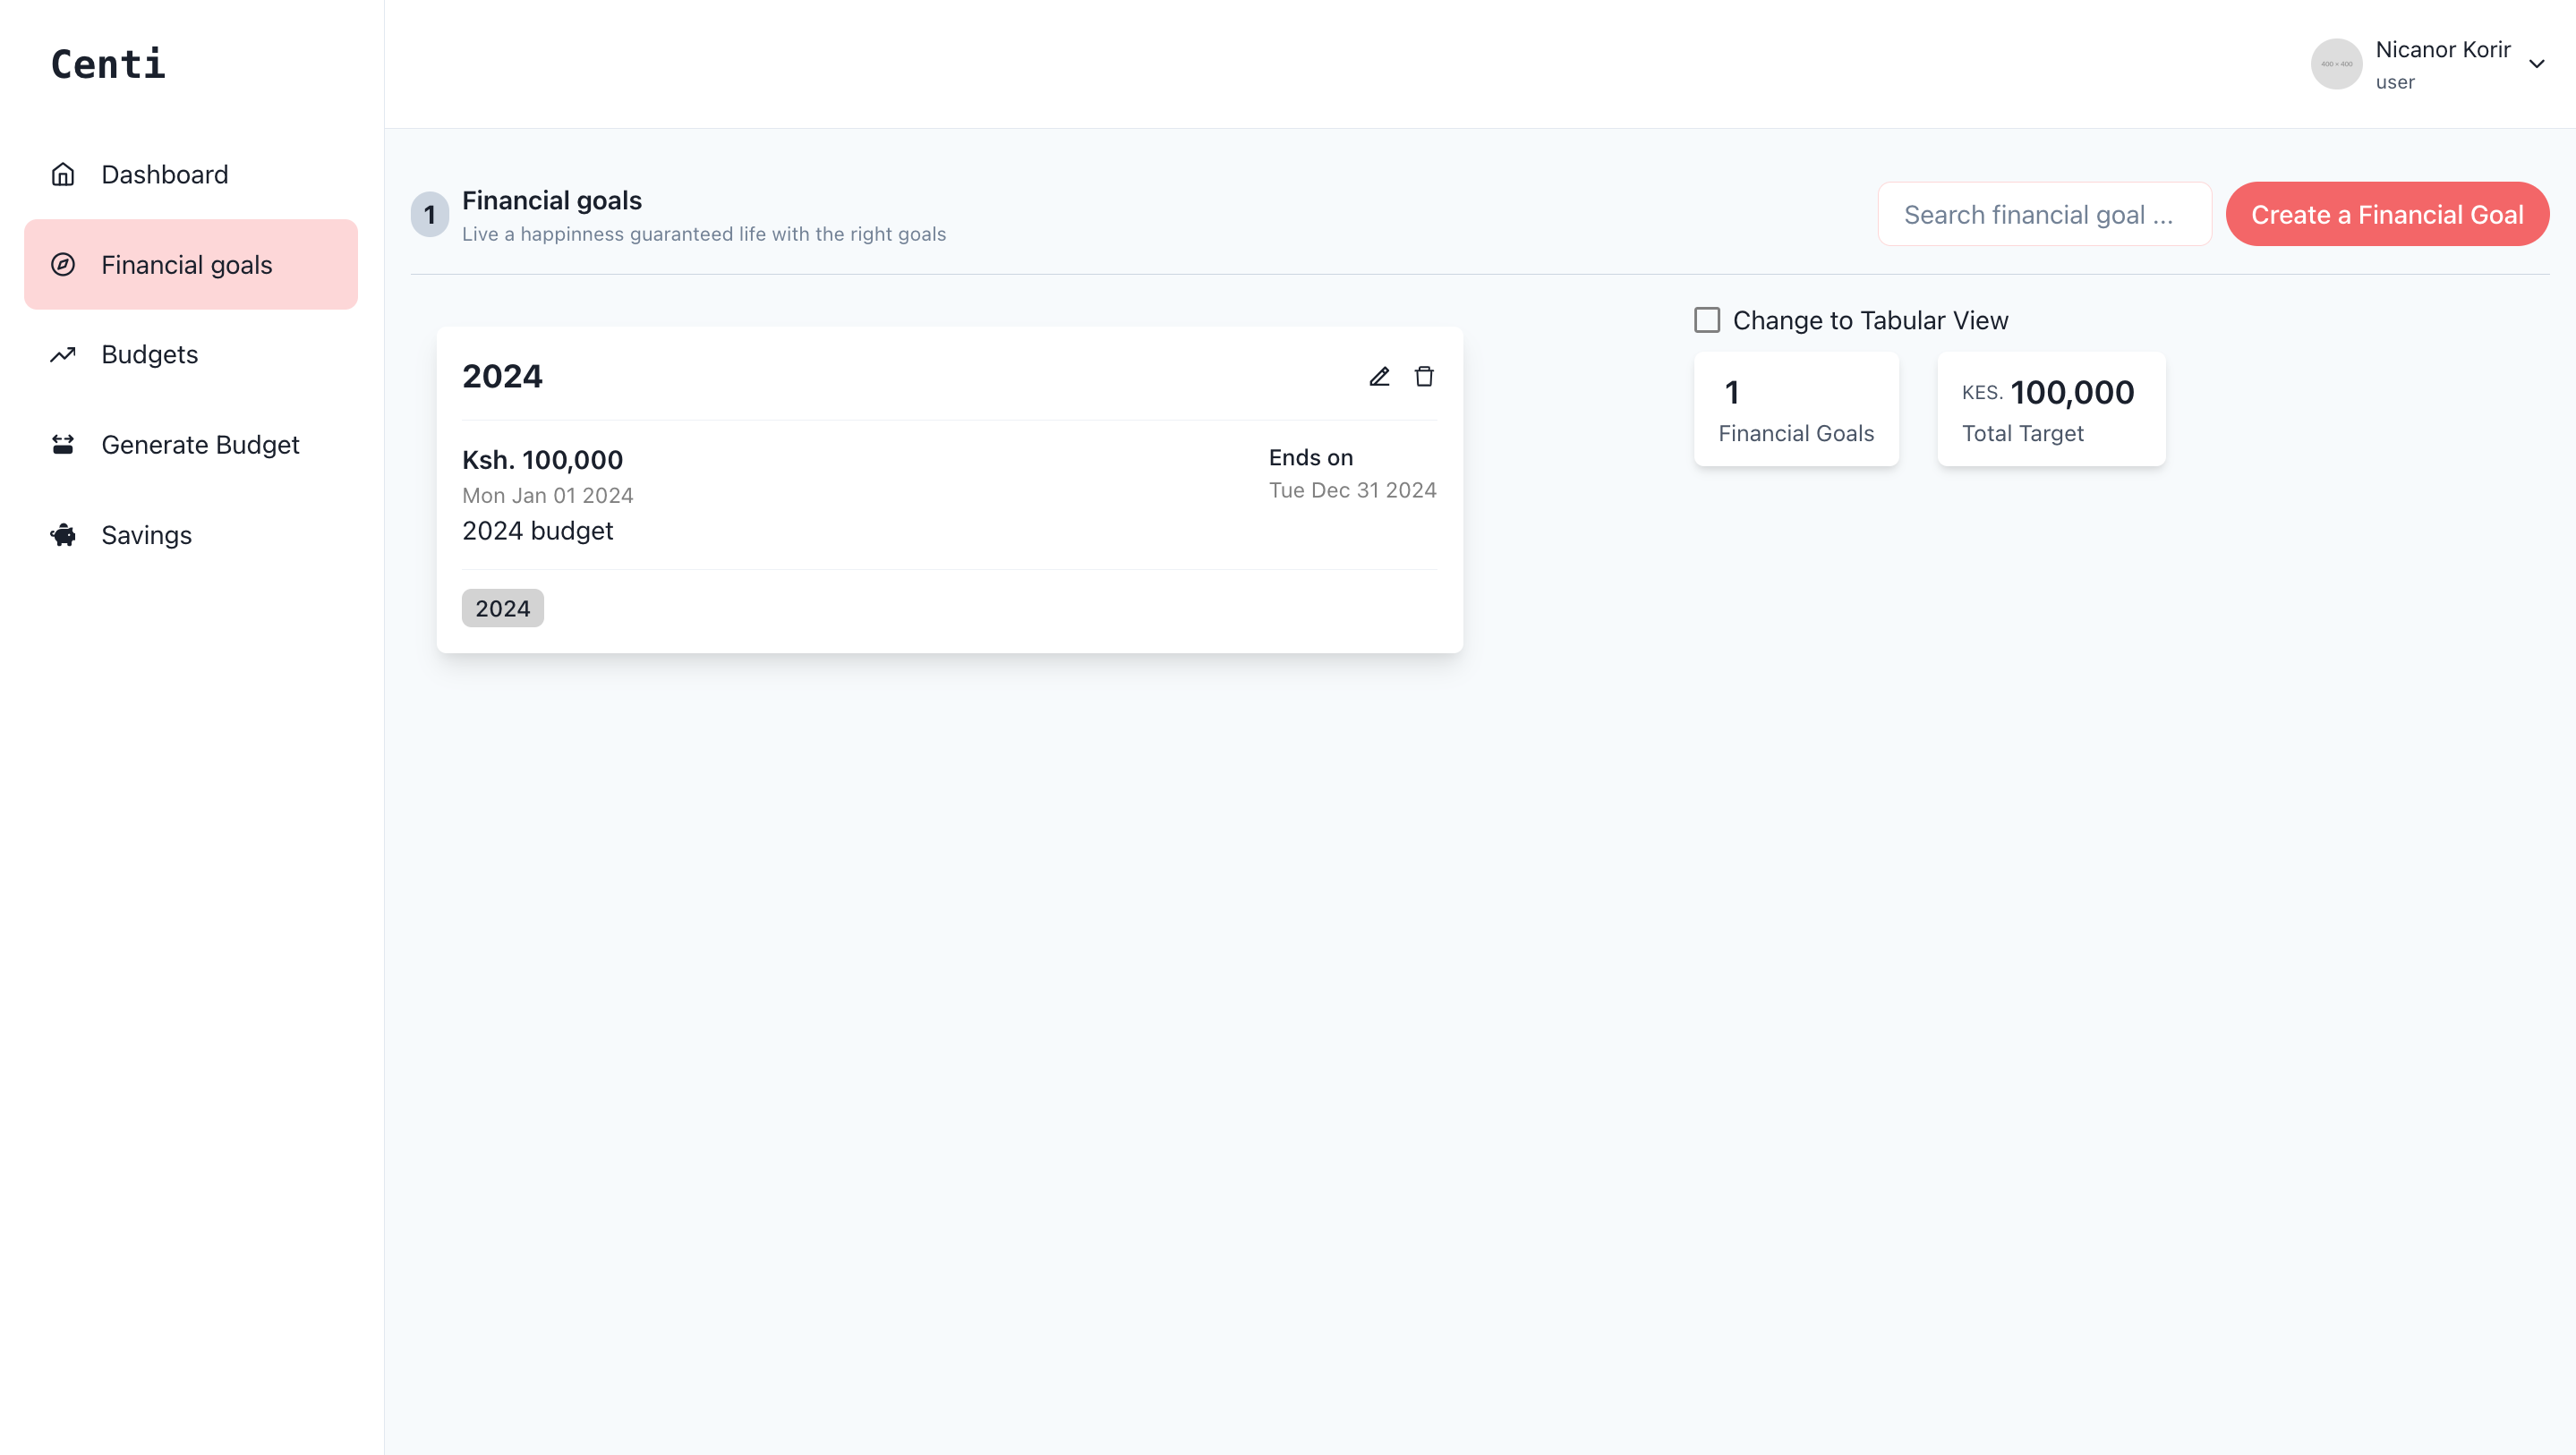 Centi
Dashboard
Financial goals
Budgets
Generate Budget
Savings
400 × 400
Nicanor Korir
user
1
Financial goals
Live a happinness guaranteed life with the right goals
Search financial goal ...
Create a Financial Goal
2024
Ksh. 100,000
Mon Jan 01 2024
2024 budget
Ends on
Tue Dec 31 2024
2024
Change to Tabular View
1
Financial Goals
KES. 100,000
Total Target